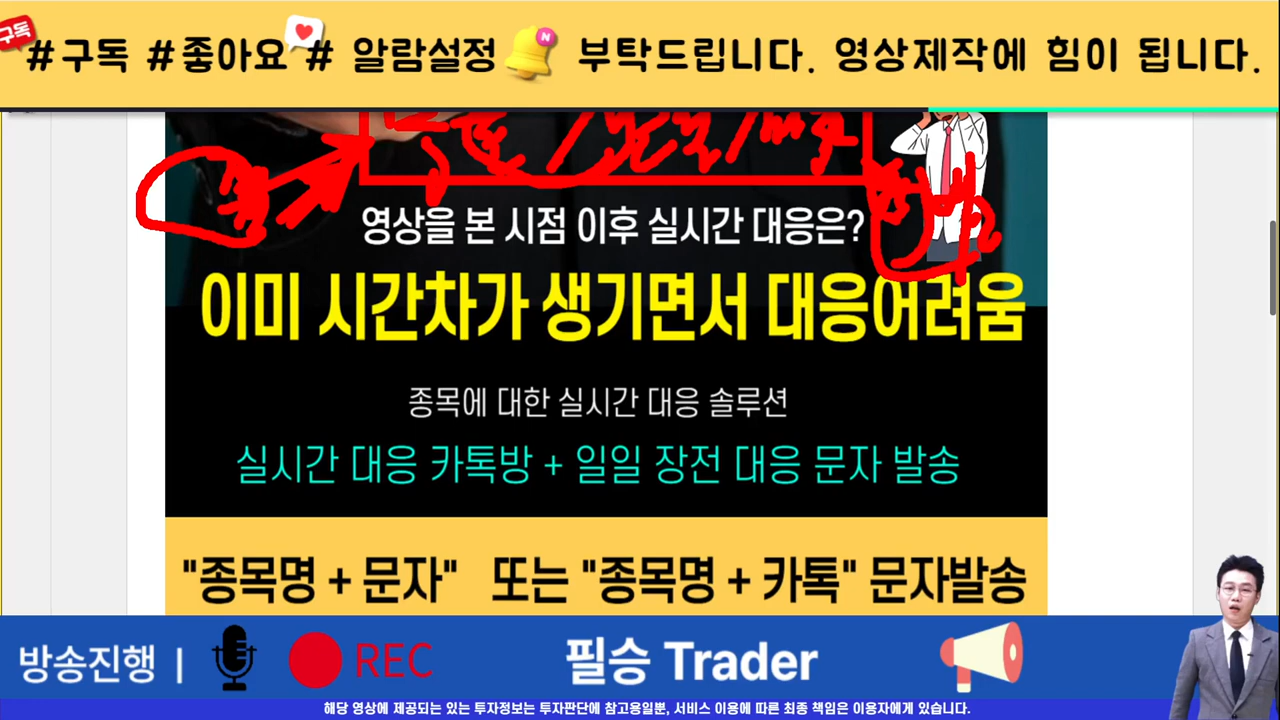 구독
#구독 #좋아요 # 알람설정 N 부탁드립니다. 영상제작에 힘이 됩니다.
영상을 본 시점 이후 실시간 대응은?
이미 시간차가 생기면서 대응어려움
종목에 대한 실시간 대응 솔루션
실시간 대응 카톡방 + 일일 장전 대응 문자 발송
"종목명 + 문자" 또는 "종목명 + 카톡" 문자발송
방송진행 | REC 필승 Trader
해당 영상에 제공되는 있는 투자정보는 투자판단에 참고용일뿐, 서비스 이용에 따른 최종 책임은 이용자에게 있습니다.